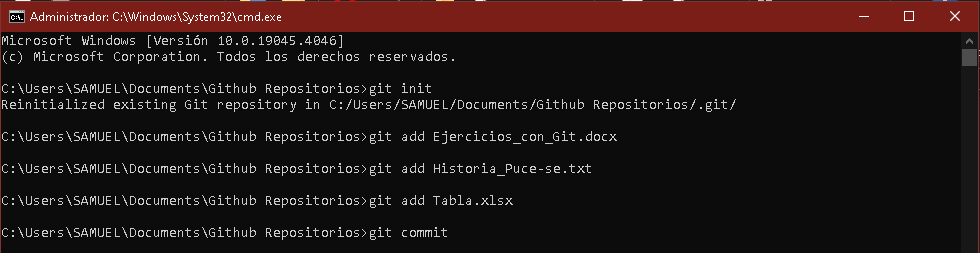 Administrador: C:\Windows\System32\cmd.exe
Microsoft Windows [Versión 10.0.19045.4046]
(c) Microsoft Corporation. Todos los derechos reservados.
C:\Users\SAMUEL\Documents\Github Repositorios>git init
Reinitialized existing Git repository in C:/Users/SAMUEL/Documents/Github Repositorios/.git/
C:\Users\SAMUEL\Documents\Github Repositorios>git add Ejercicios_con_Git.docx
C:\Users\SAMUEL\Documents\Github Repositorios>git add Historia_Puce-se.txt
C:\Users\SAMUEL\Documents\Github Repositorios>git add Tabla.xlsx
C:\Users\SAMUEL\Documents\Github Repositorios>git commit